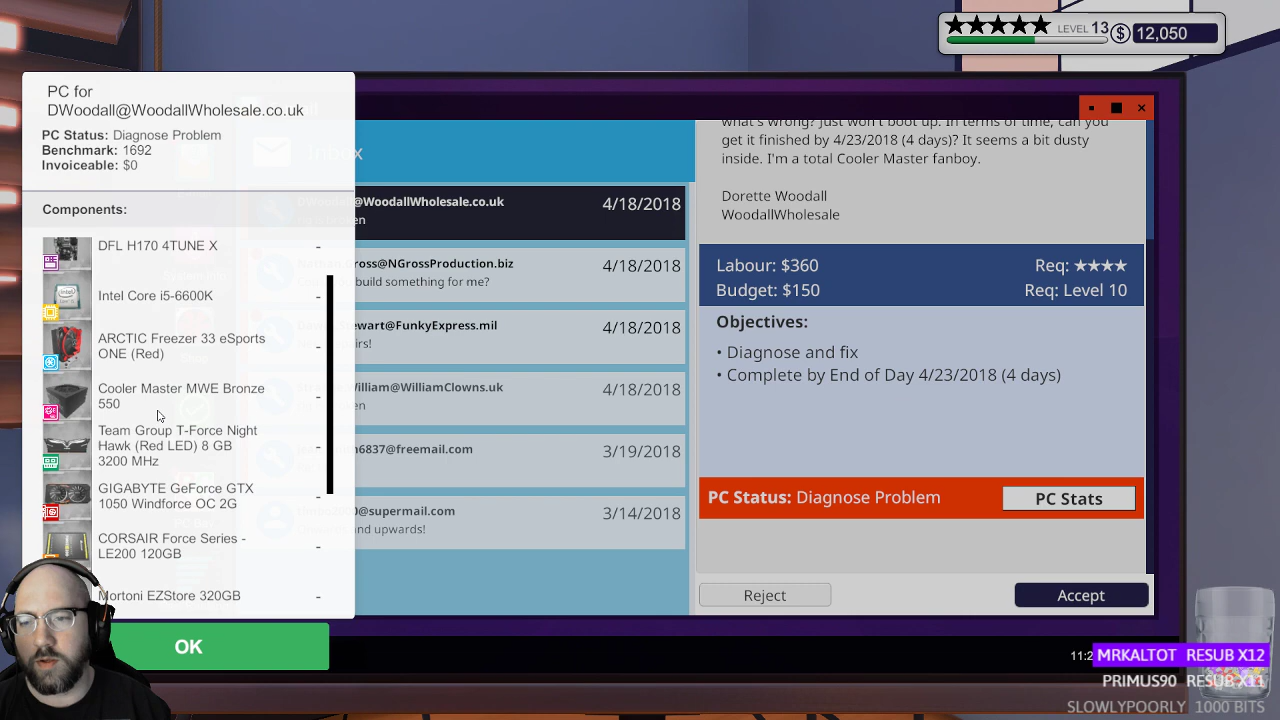 LEVEL 13
$ 12,050
PC for
DWoodall@WoodallWholesale.co.uk
PC Status: Diagnose Problem
Benchmark: 1692
Invoiceable: $0
Components:
DFL H170 4TUNE X -
Intel Core i5-6600K -
ARCTIC Freezer 33 eSports
ONE (Red) -
Cooler Master MWE Bronze
550 -
Team Group T-Force Night
Hawk (Red LED) 8 GB
3200 MHz -
GIGABYTE GeForce GTX
1050 Windforce OC 2G -
CORSAIR Force Series -
LE200 120GB -
Mortoni EZStore 320GB -
OK
Inbox
@WoodallWholesale.co.uk 4/18/2018
Gross@NGrossProduction.biz 4/18/2018
build something for me?
Stewart@FunkyExpress.mil 4/18/2018
William@WilliamClowns.uk 4/18/2018
6837@freemail.com 3/19/2018
@supermail.com 3/14/2018
upwards!
what's wrong? Just won't boot up. In terms of time, can you
get it finished by 4/23/2018 (4 days)? It seems a bit dusty
inside. I'm a total Cooler Master fanboy.
Dorette Woodall
WoodallWholesale
Labour: $360 Req: ★★★★
Budget: $150 Req: Level 10
Objectives:
• Diagnose and fix
• Complete by End of Day 4/23/2018 (4 days)
PC Status: Diagnose Problem PC Stats
Reject Accept
11:2
MRKALTOT RESUB X12
PRIMUS90 RESUB X11
SLOWLYPOORLY 1000 BITS